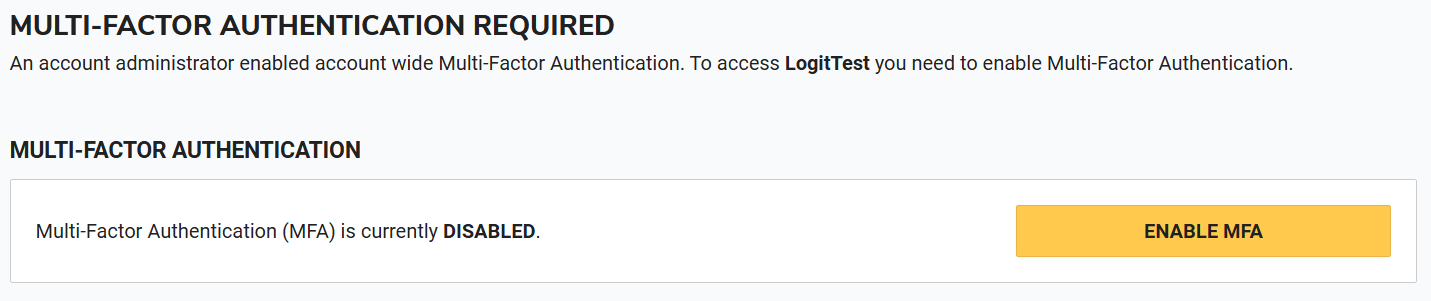 MULTI-FACTOR AUTHENTICATION REQUIRED
An account administrator enabled account wide Multi-Factor Authentication. To access LogitTest you need to enable Multi-Factor Authentication.
MULTI-FACTOR AUTHENTICATION
Multi-Factor Authentication (MFA) is currently DISABLED.
ENABLE MFA